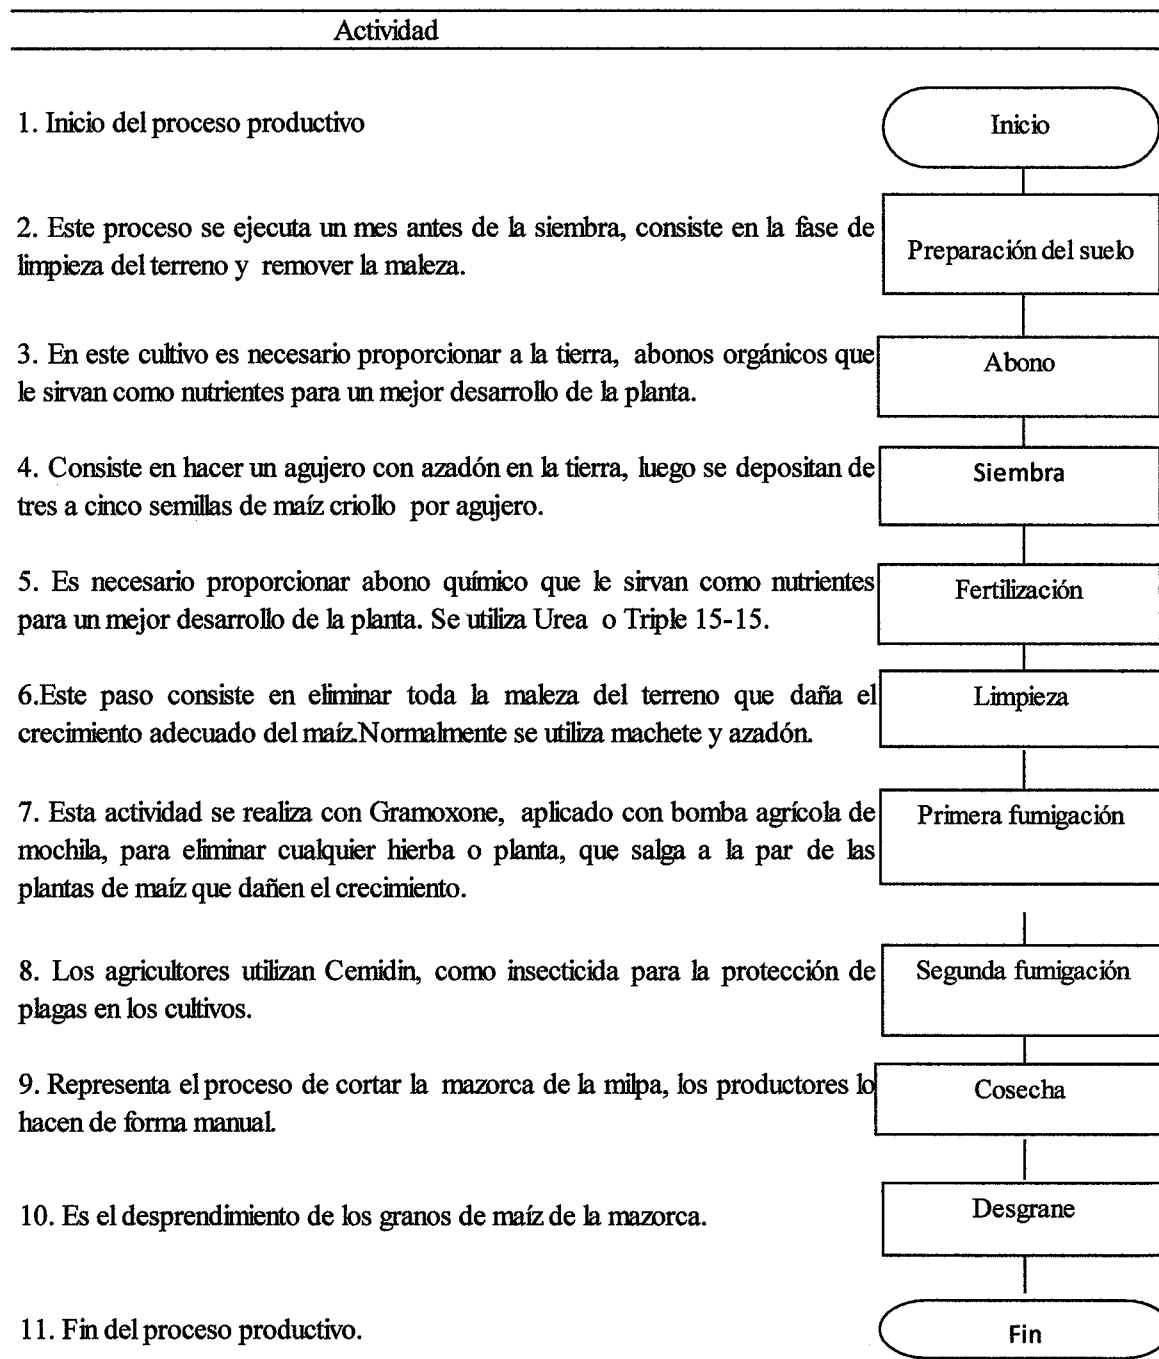 Actividad
1. Inicio del proceso productivo
Inicio
2. Este proceso se ejecuta un mes antes de la siembra, consiste en la fase de
limpieza del terreno y remover la maleza.
Preparación del suelo
3. En este cultivo es necesario proporcionar a la tierra, abonos orgánicos que
le sirvan como nutrientes para un mejor desarrollo de la planta.
Abono
4. Consiste en hacer un agujero con azadón en la tierra, luego se depositan de
tres a cinco semillas de maíz criollo por agujero.
Siembra
5. Es necesario proporcionar abono químico que le sirvan como nutrientes
para un mejor desarrollo de la planta. Se utiliza Urea o Triple 15-15.
Fertilización
6.Este paso consiste en eliminar toda la maleza del terreno que daña el
crecimiento adecuado del maíz.Normalmente se utiliza machete y azadón.
Limpieza
7. Esta actividad se realiza con Gramoxone, aplicado con bomba agrícola de
mochila, para eliminar cualquier hierba o planta, que salga a la par de las
plantas de maíz que dañen el crecimiento.
Primera fumigación
8. Los agricultores utilizan Cemidin, como insecticida para la protección de
plagas en los cultivos.
Segunda fumigación
9. Representa el proceso de cortar la mazorca de la milpa, los productores lo
hacen de forma manual.
Cosecha
10. Es el desprendimiento de los granos de maíz de la mazorca.
Desgrane
11. Fin del proceso productivo.
Fin